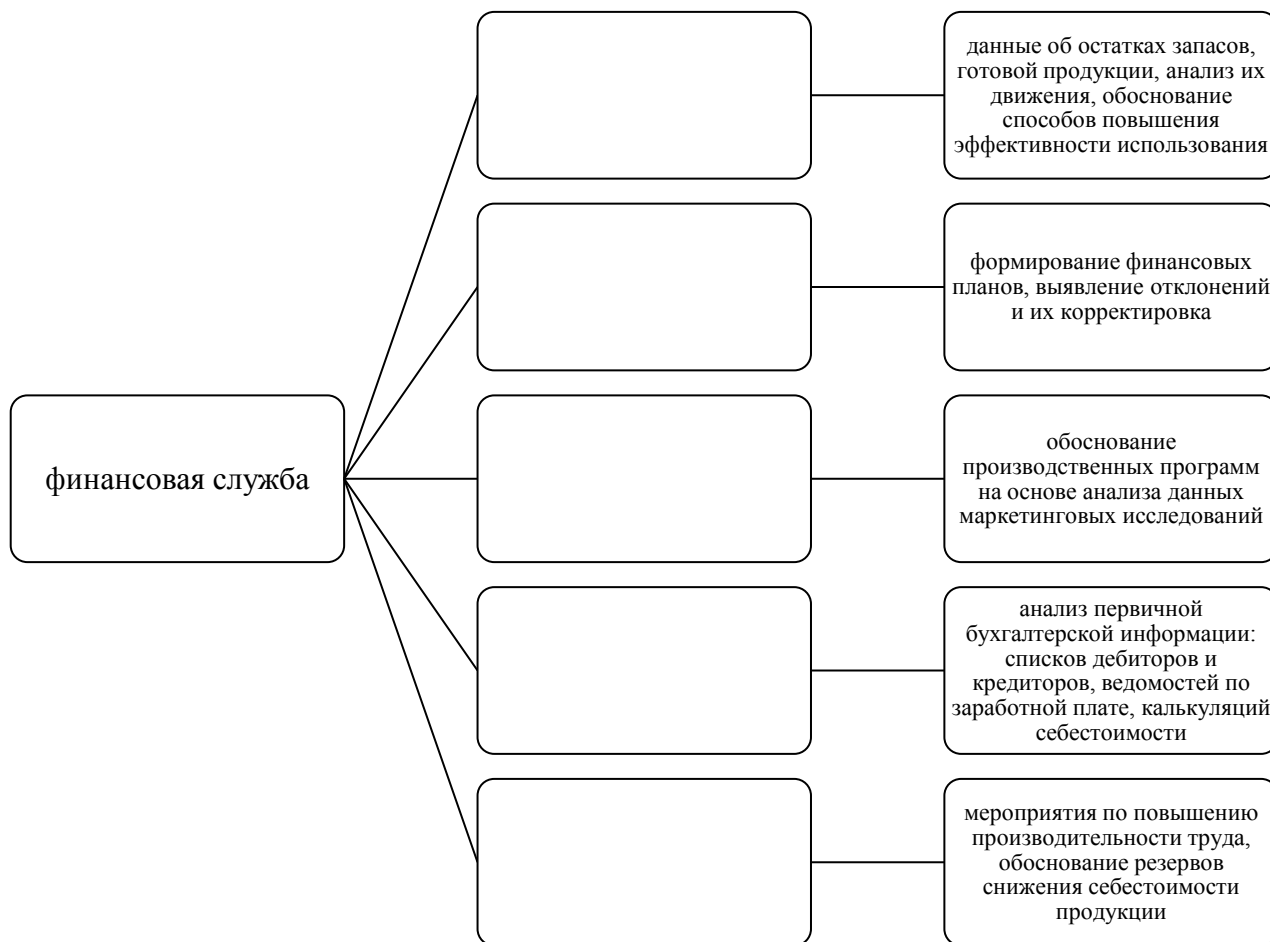 данные об остатках запасов,
готовой продукции, анализ их
движения, обоснование
способов повышения
эффективности использования
формирование финансовых
планов, выявление отклонений
и их корректировка
финансовая служба
обоснование
производственных программ
на основе анализа данных
маркетинговых исследований
анализ первичной
бухгалтерской информации:
списков дебиторов и
кредиторов, ведомостей по
заработной плате, калькуляций
себестоимости
мероприятия по повышению
производительности труда,
обоснование резервов
снижения себестоимости
продукции